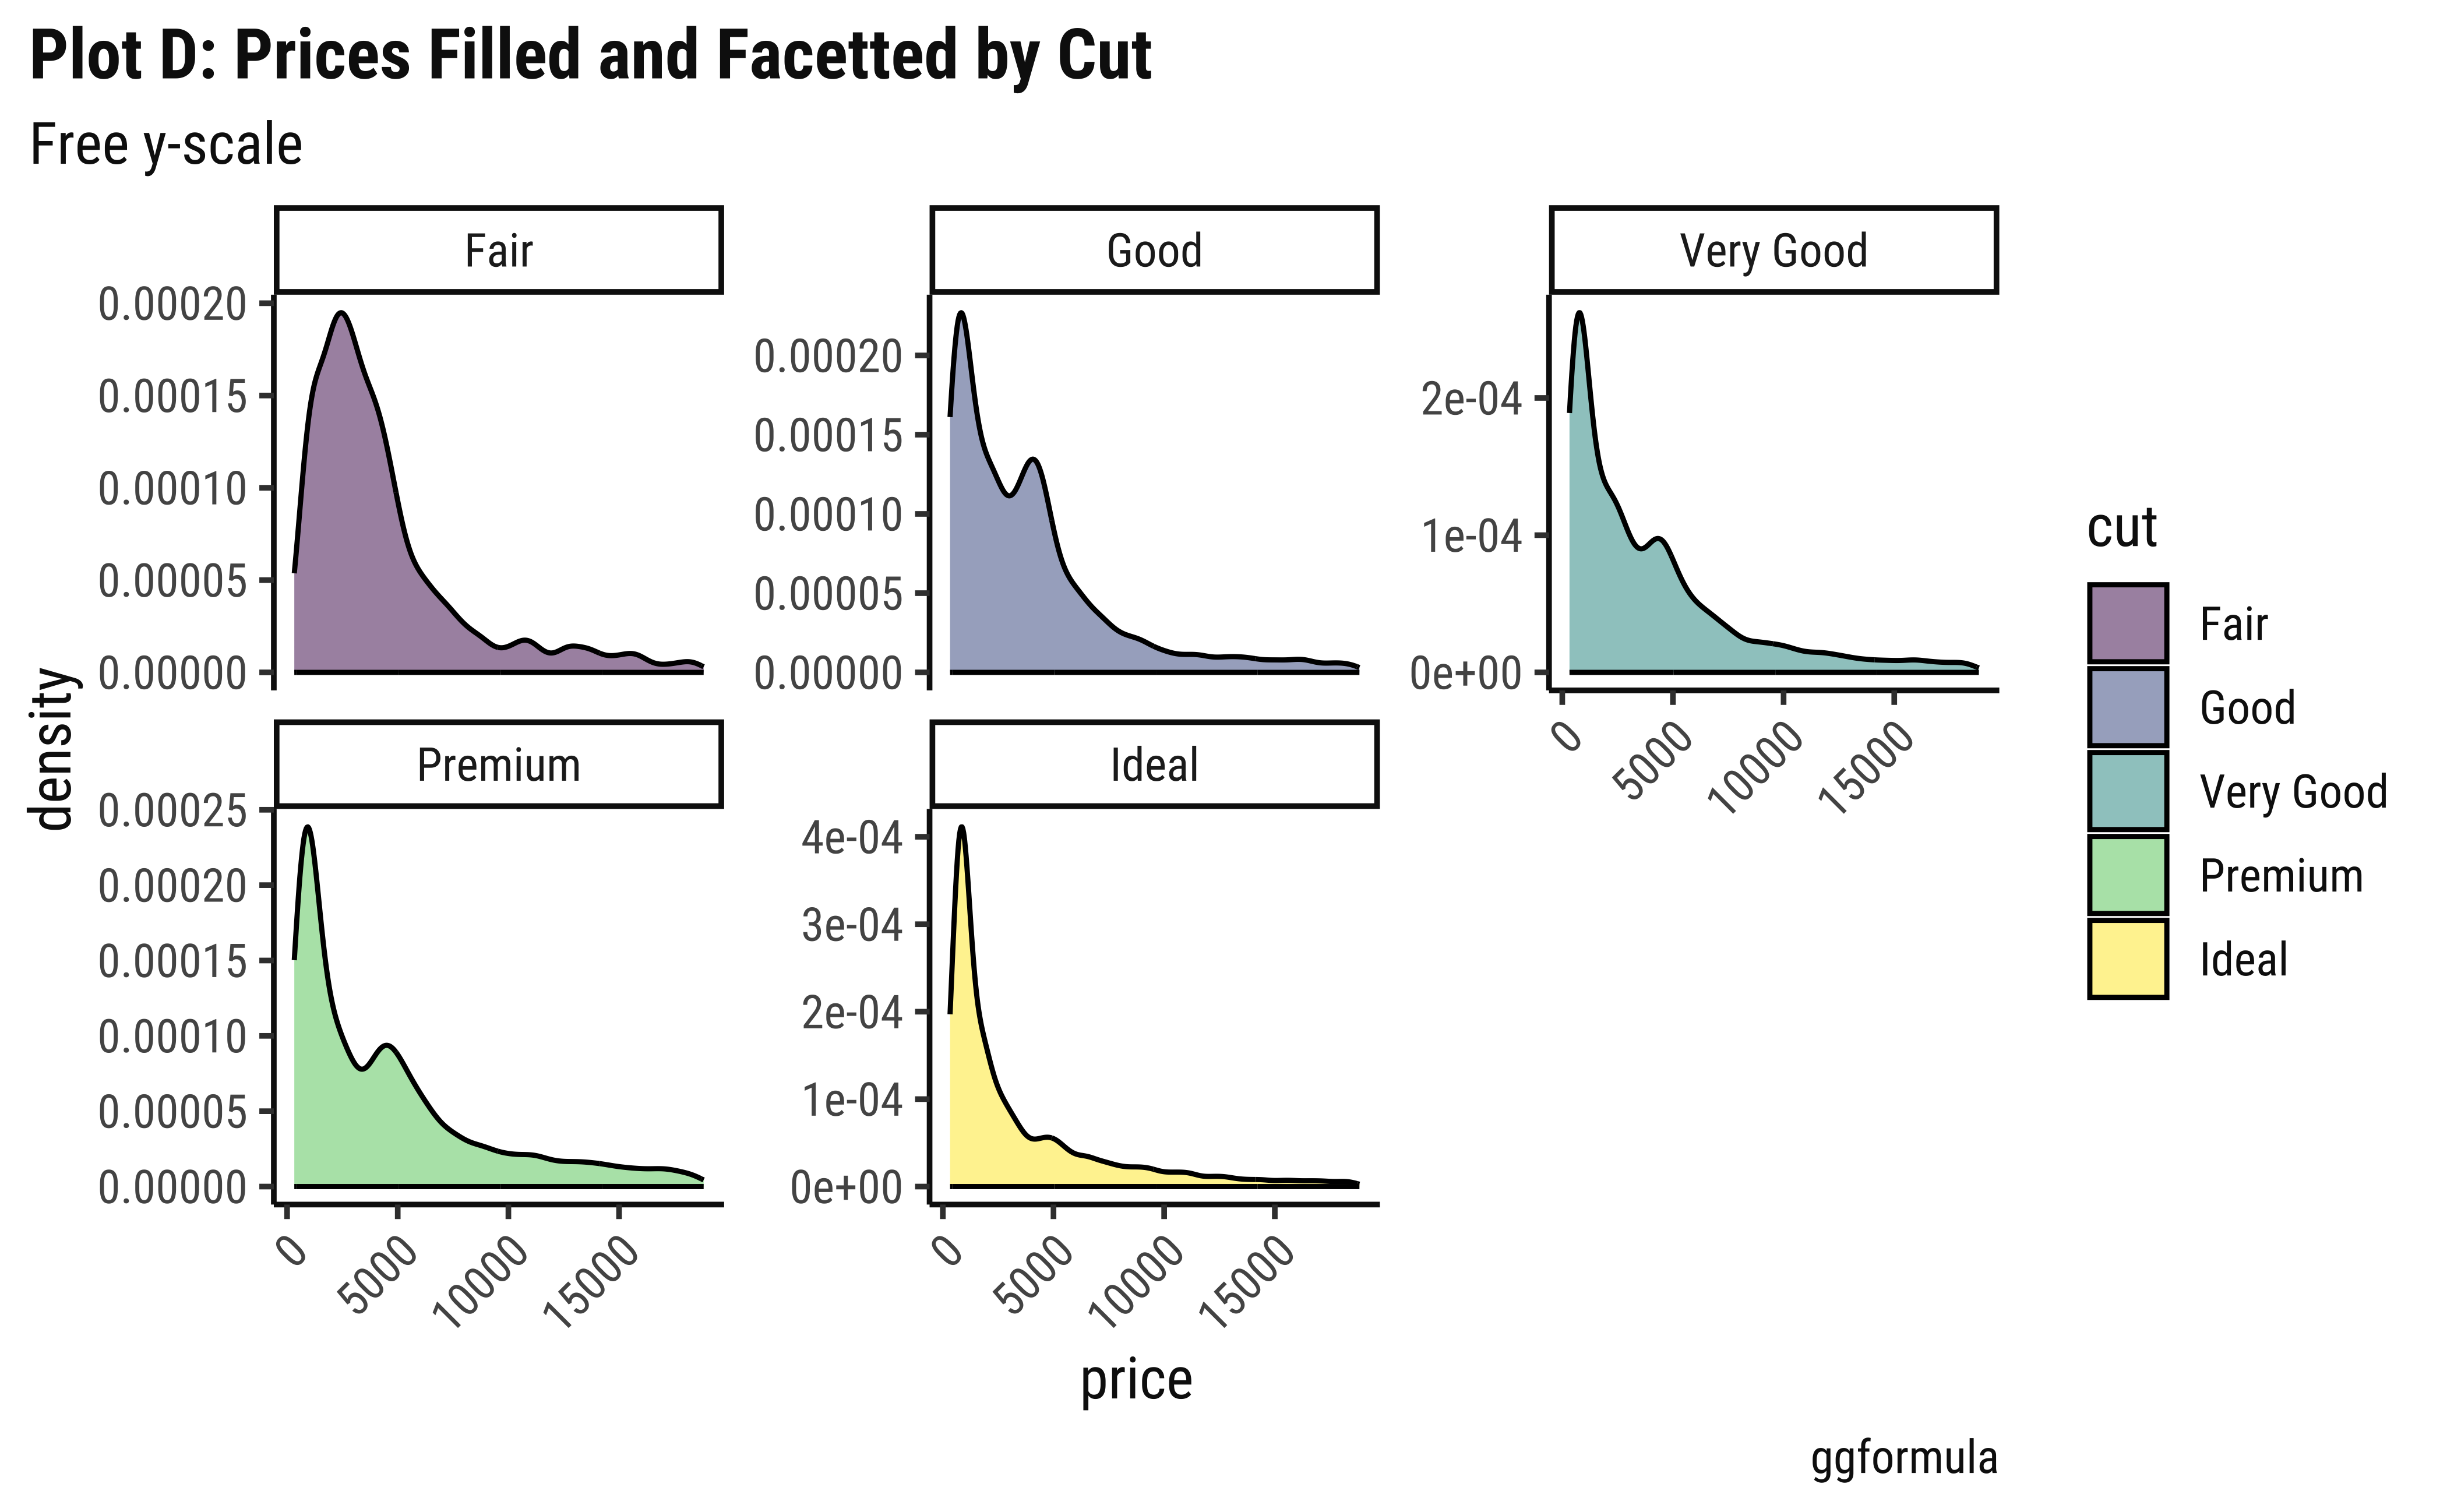 Plot D: Prices Filled and Facetted by Cut
Free y-scale
Fair
Good
Very Good
0.00020
0.00015
0.00010
0.00005
0.00000
0.00020
0.00015
0.00010
0.00005
0.00000
2e-04
1e-04
0e+00
0
5000
10000
15000
Premium
Ideal
0.00025
0.00020
0.00015
0.00010
0.00005
0.00000
4e-04
3e-04
2e-04
1e-04
0e+00
0
5000
10000
15000
0
5000
10000
15000
density
price
cut
Fair
Good
Very Good
Premium
Ideal
ggformula